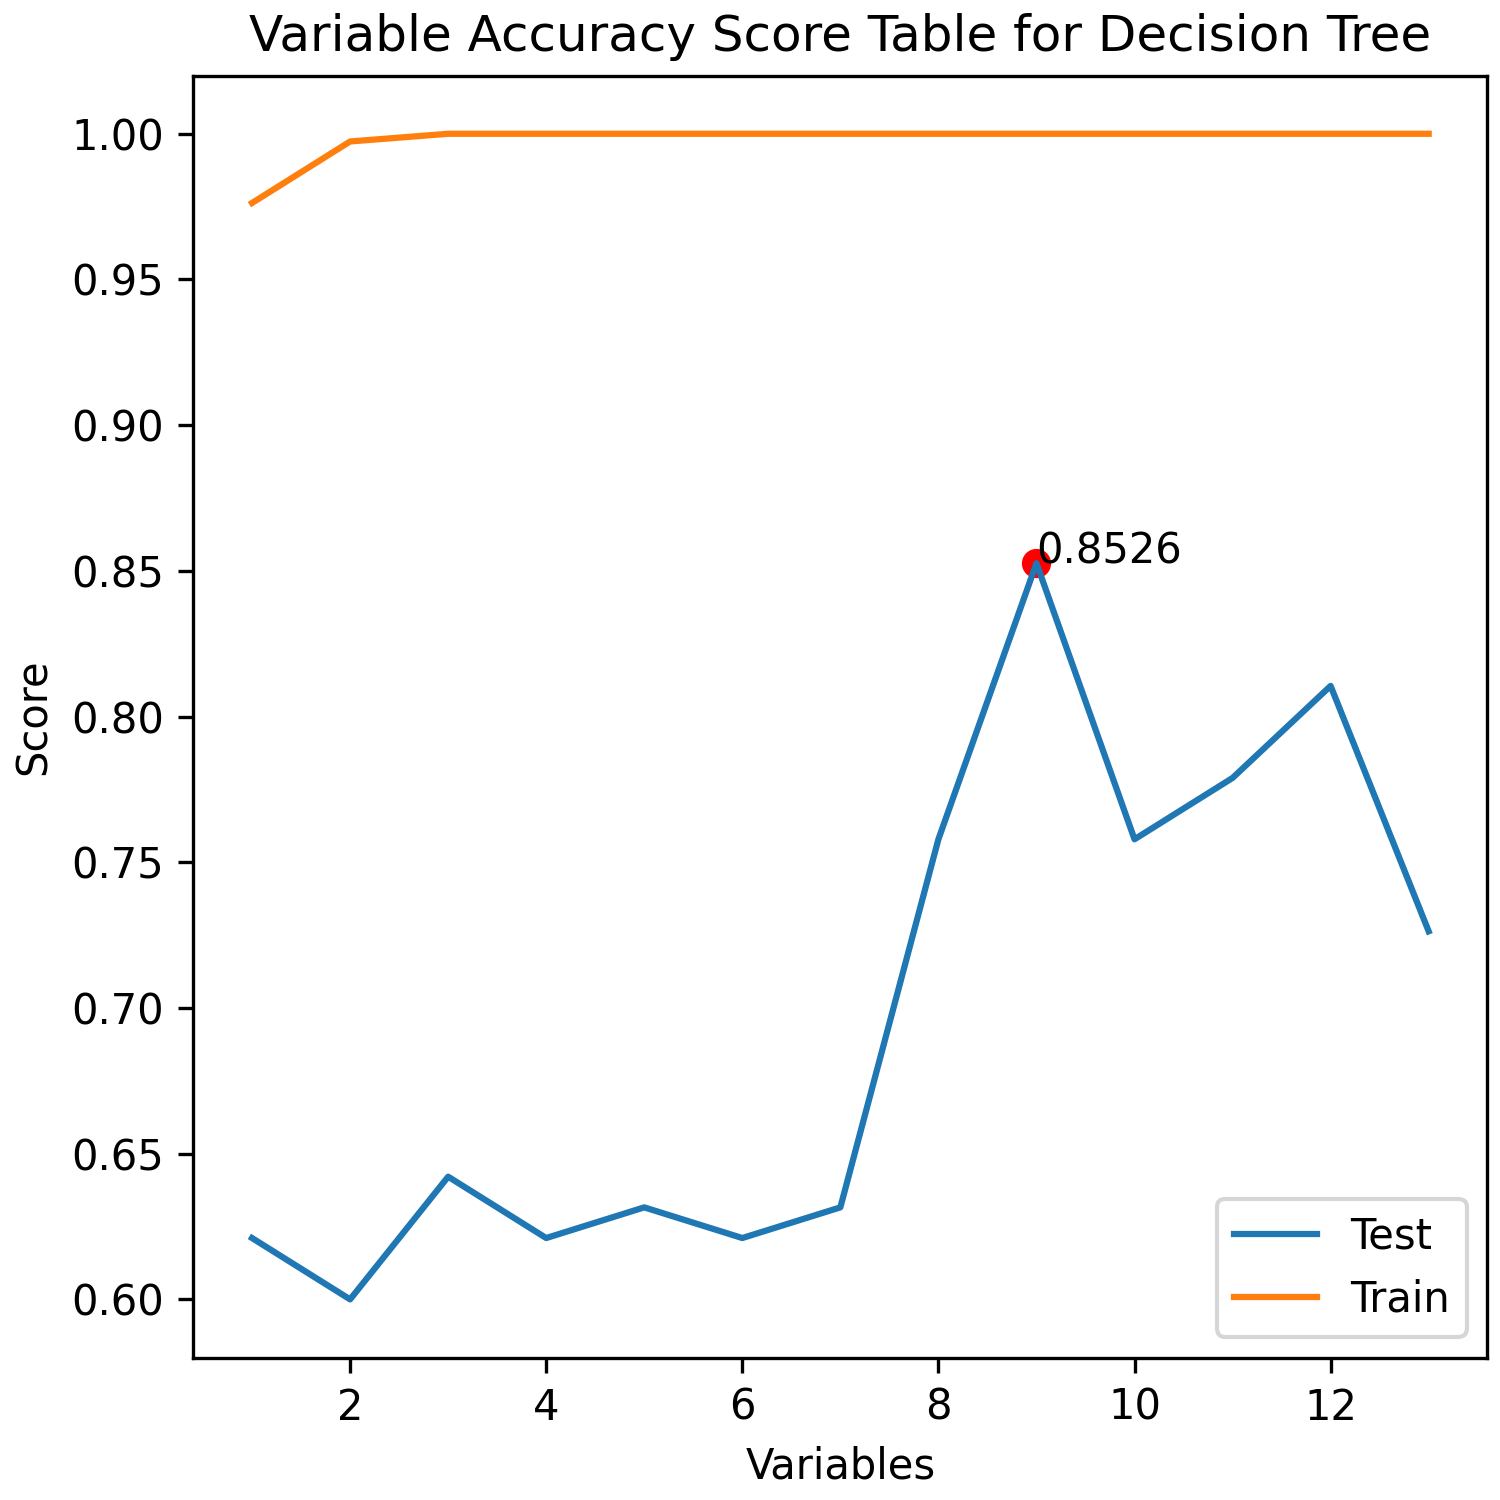 Variable Accuracy Score Table for Decision Tree
1.00
0.95
0.90
0.85
0.80
0.75
0.70
0.65
0.60
Score
0.8526
Test
Train
2 4 6 8 10 12
Variables